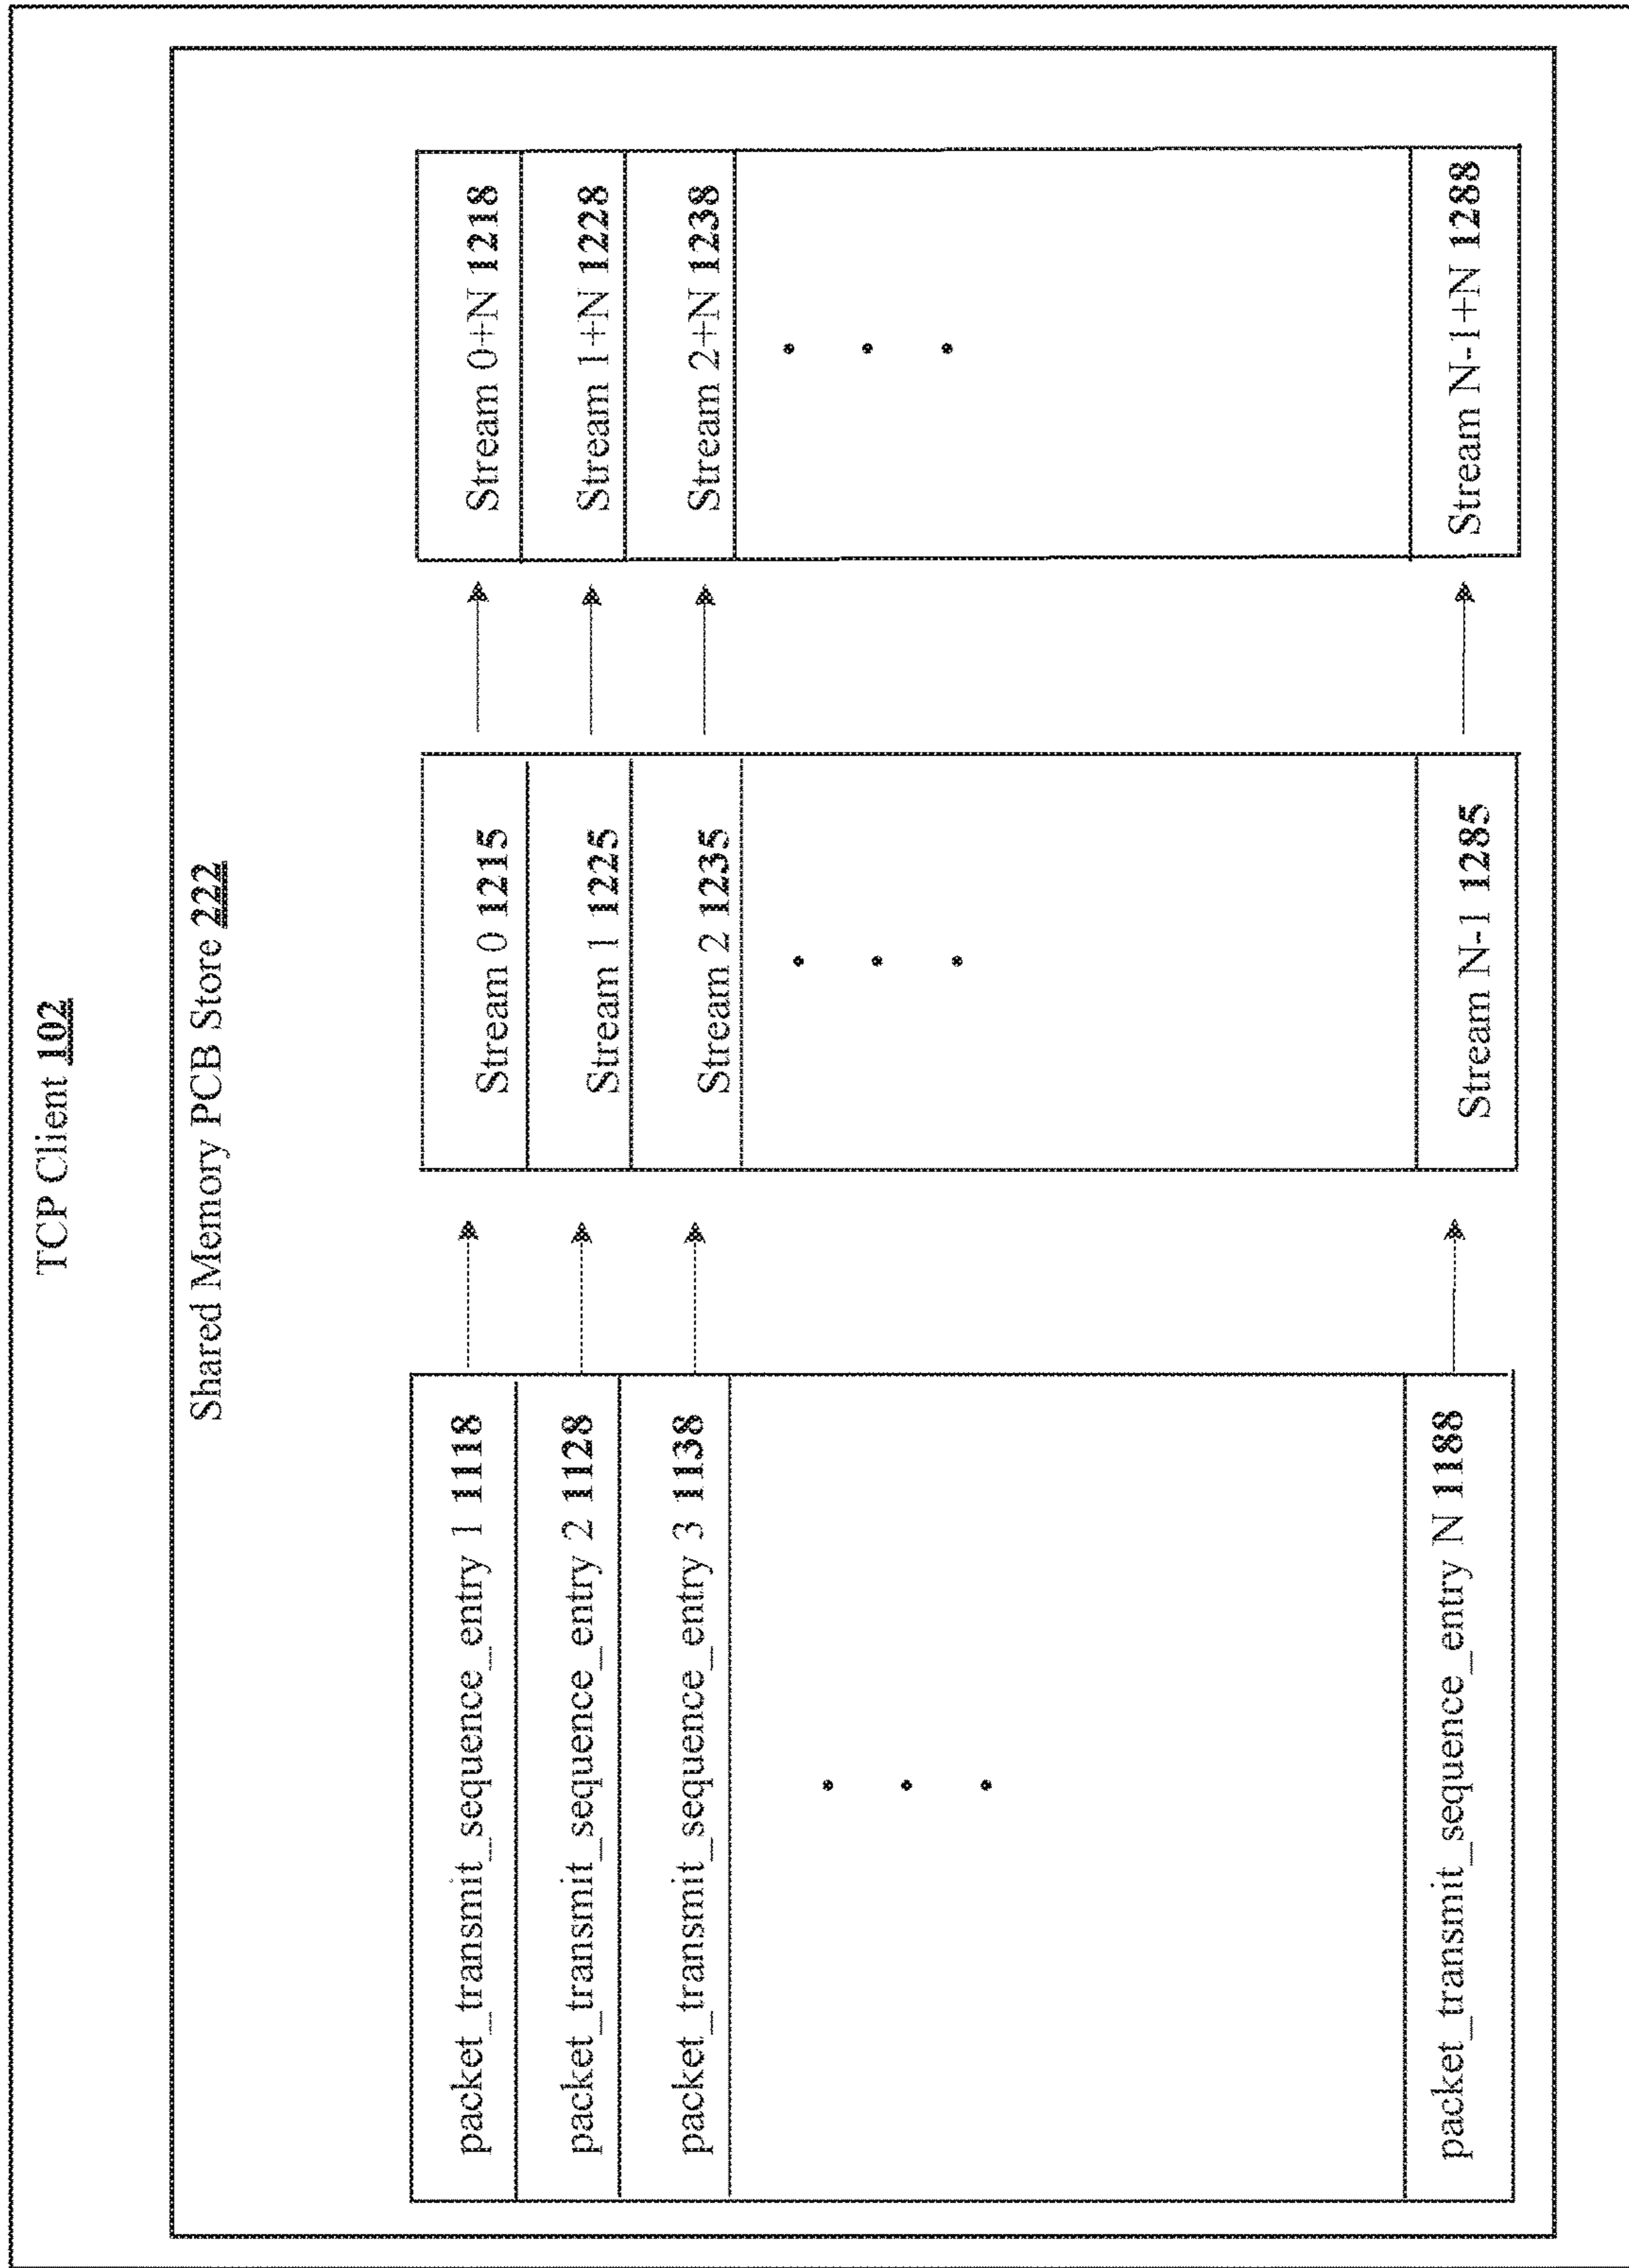 TCP Client 102
Shared Memory PCB Store 222
packet_transmit_sequence_entry 1 1118
Stream 0 1215
Stream 0+N 1218
packet_transmit_sequence_entry 2 1128
Stream 1 1225
Stream 1+N 1228
packet_transmit_sequence_entry 3 1138
Stream 2 1235
Stream 2+N 1238
packet_transmit_sequence_entry N 1188
Stream N-1 1285
Stream N-1+N 1288